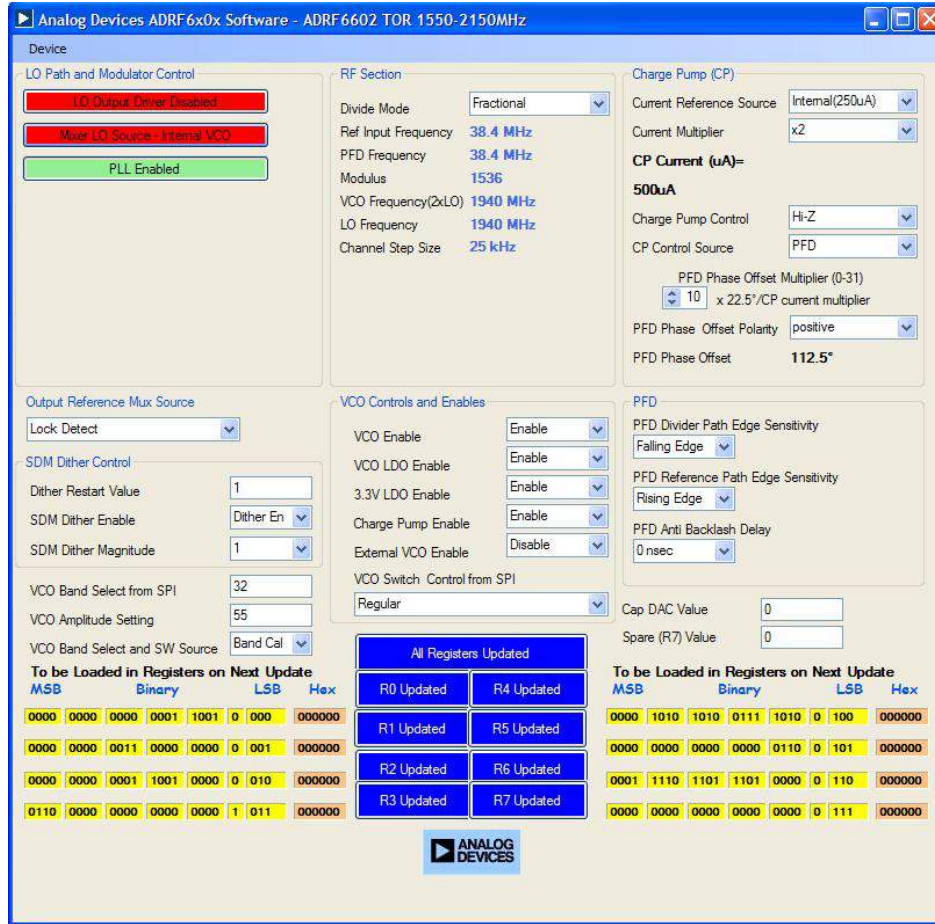 Analog Devices ADRF6x0x Software - ADRF6602 TOR 1550-2150MHz
Device
LO Path and Modulator Control
LO Output Driver Disabled
Mixer LO Source - Internal VCO
PLL Enabled
RF Section
Divide Mode Fractional
Ref Input Frequency 38.4 MHz
PFD Frequency 38.4 MHz
Modulus 1536
VCO Frequency(2xLO) 1940 MHz
LO Frequency 1940 MHz
Channel Step Size 25 kHz
Charge Pump (CP)
Current Reference Source Internal(250uA)
Current Multiplier x2
CP Current (uA)=
500uA
Charge Pump Control Hi-Z
CP Control Source PFD
PFD Phase Offset Multiplier (0-31)
10 x 22.5°/CP current multiplier
PFD Phase Offset Polarity positive
PFD Phase Offset 112.5°
Output Reference Mux Source
Lock Detect
SDM Dither Control
Dither Restart Value 1
SDM Dither Enable Dither En
SDM Dither Magnitude 1
VCO Band Select from SPI 32
VCO Amplitude Setting 55
VCO Band Select and SW Source Band Cal
VCO Controls and Enables
VCO Enable Enable
VCO LDO Enable Enable
3.3V LDO Enable Enable
Charge Pump Enable Enable
External VCO Enable Disable
VCO Switch Control from SPI
Regular
PFD
PFD Divider Path Edge Sensitivity
Falling Edge
PFD Reference Path Edge Sensitivity
Rising Edge
PFD Anti Backlash Delay
0 nsec
Cap DAC Value 0
Spare (R7) Value 0
To be Loaded in Registers on Next Update
MSB Binary LSB Hex
0000 0000 0000 0001 1001 0 000 000000
0000 0000 0011 0000 0000 0 001 000000
0000 0000 0001 1001 0000 0 010 000000
0110 0000 0000 0000 0000 1 011 000000
All Registers Updated
R0 Updated R4 Updated
R1 Updated R5 Updated
R2 Updated R6 Updated
R3 Updated R7 Updated
To be Loaded in Registers on Next Update
MSB Binary LSB Hex
0000 1010 1010 0111 1010 0 100 000000
0000 0000 0000 0000 0110 0 101 000000
0001 1110 1101 1101 0000 0 110 000000
0000 0000 0000 0000 0000 0 111 000000
ANALOG
DEVICES